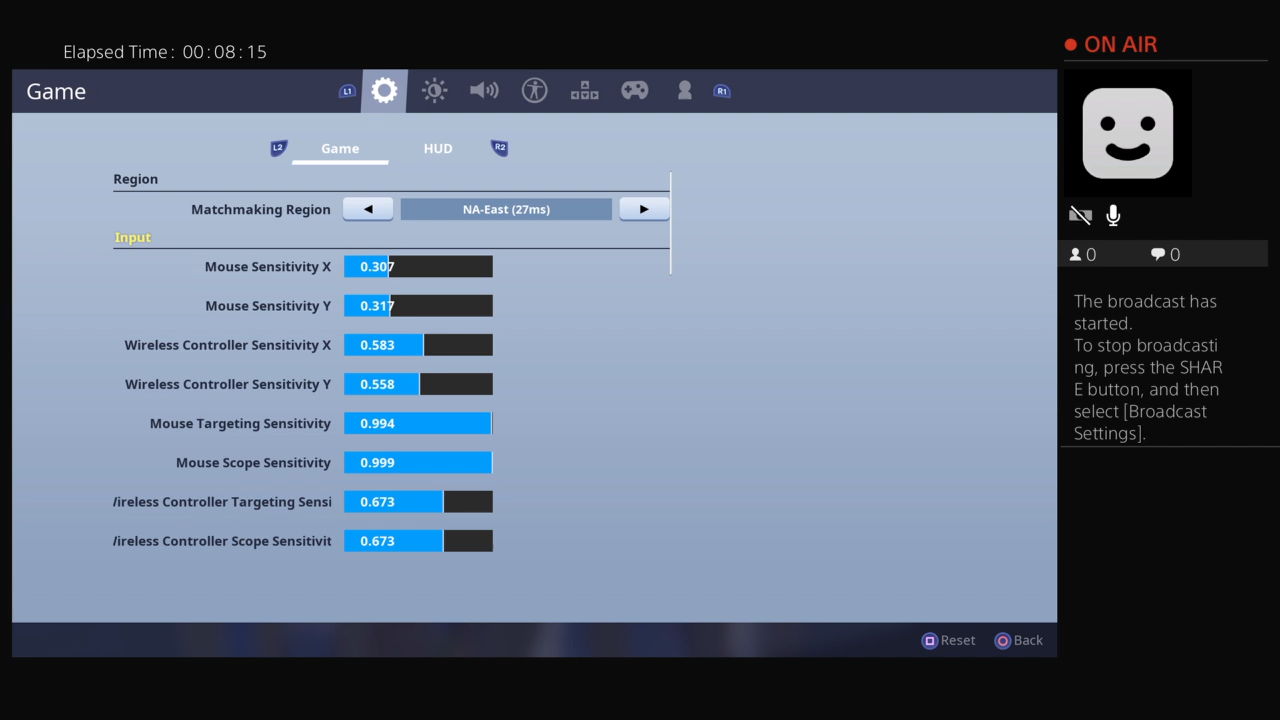 Elapsed Time: 00:08:15
ON AIR
Game
L1
R1
L2
Game
HUD
R2
Region
Matchmaking Region
NA-East (27ms)
Input
Mouse Sensitivity X
0.307
Mouse Sensitivity Y
0.317
Wireless Controller Sensitivity X
0.583
Wireless Controller Sensitivity Y
0.558
Mouse Targeting Sensitivity
0.994
Mouse Scope Sensitivity
0.999
Vireless Controller Targeting Sensi
0.673
Vireless Controller Scope Sensitivit
0.673
0
0
The broadcast has
started.
To stop broadcasti
ng, press the SHAR
E button, and then
select [Broadcast
Settings].
Reset
Back